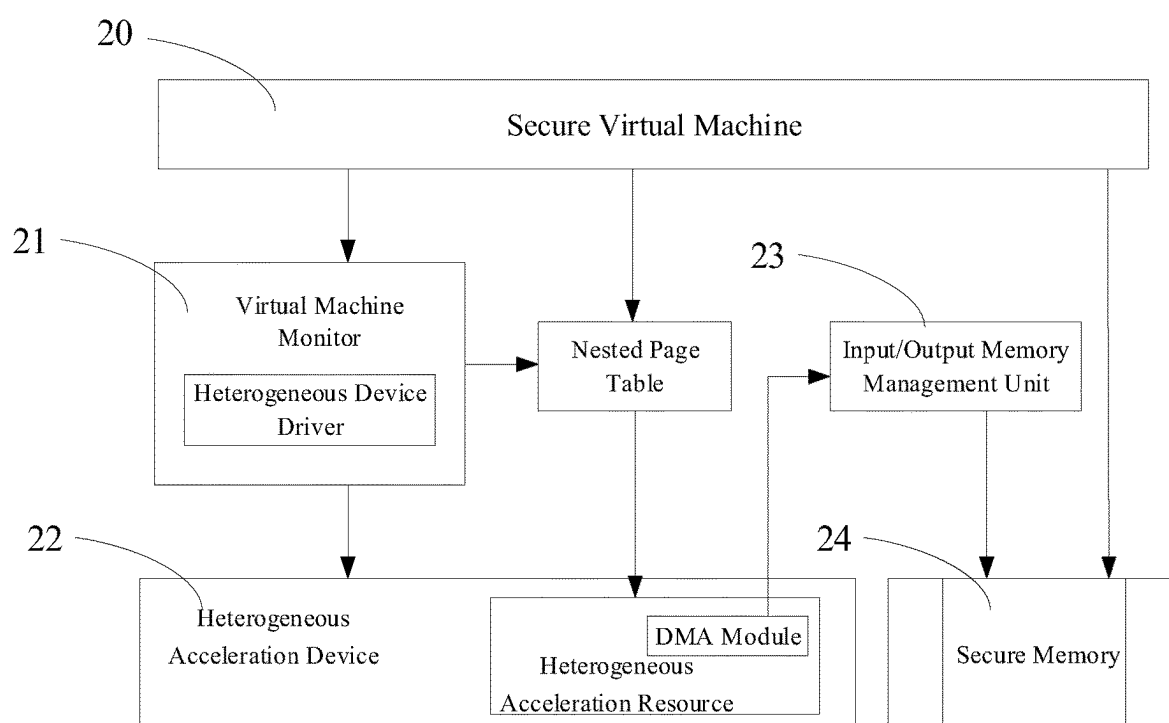 20
Secure Virtual Machine
21
Virtual Machine
Monitor
Heterogeneous Device
Driver
Nested Page
Table
23
Input/Output Memory
Management Unit
22
Heterogeneous
Acceleration Device
DMA Module
Heterogeneous
Acceleration Resource
24
Secure Memory